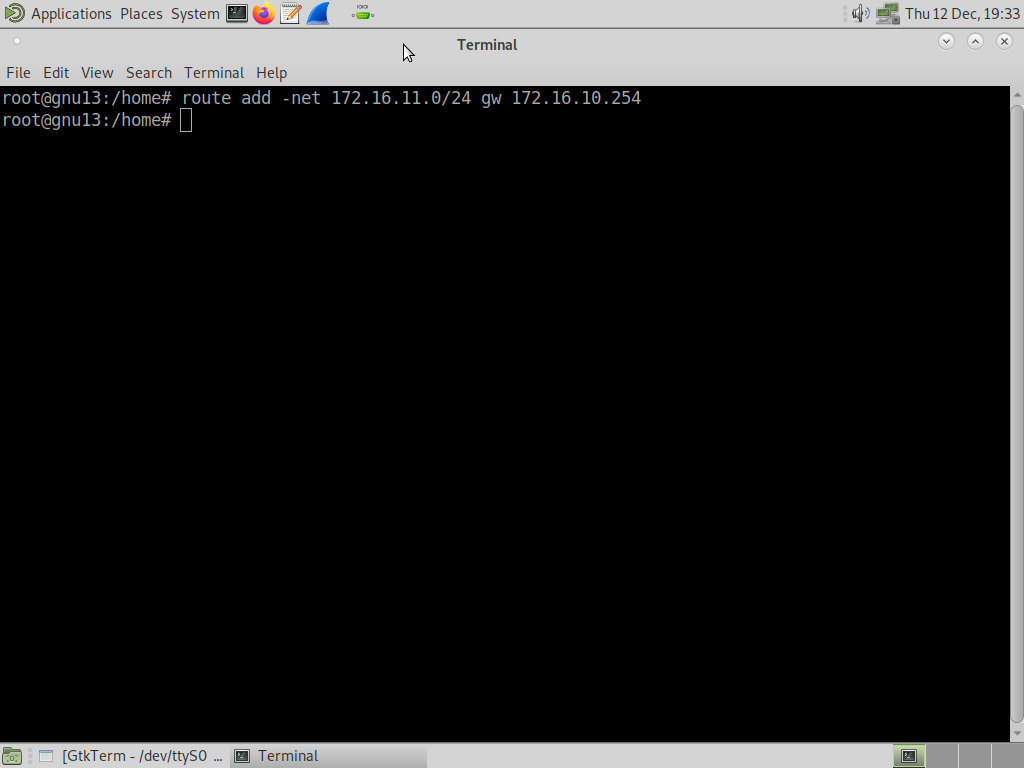 Applications Places System Thu 12 Dec, 19:33
Terminal
File Edit View Search Terminal Help
root@gnu13:/home# route add -net 172.16.11.0/24 gw 172.16.10.254
root@gnu13:/home#
[GtkTerm - /dev/ttyS0 ... Terminal